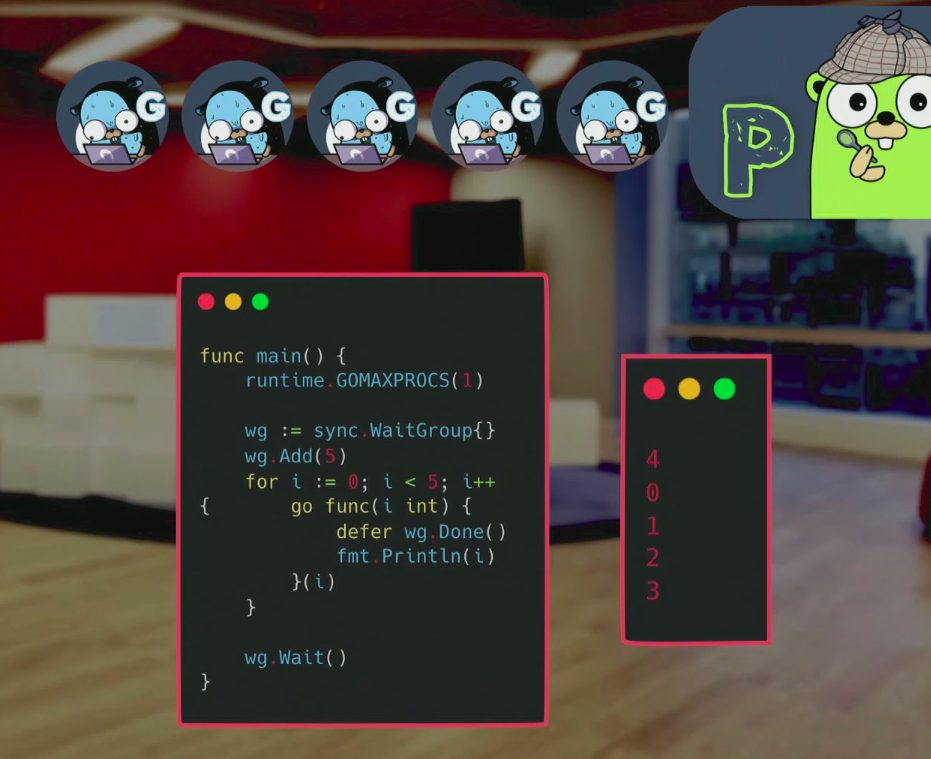 G G G G G
P
func main() {
    runtime.GOMAXPROCS(1)
    wg := sync.WaitGroup{}
    wg.Add(5)
    for i := 0; i < 5; i++
{       go func(i int) {
            defer wg.Done()
            fmt.Println(i)
        }(i)
    }
    wg.Wait()
}
4
0
1
2
3